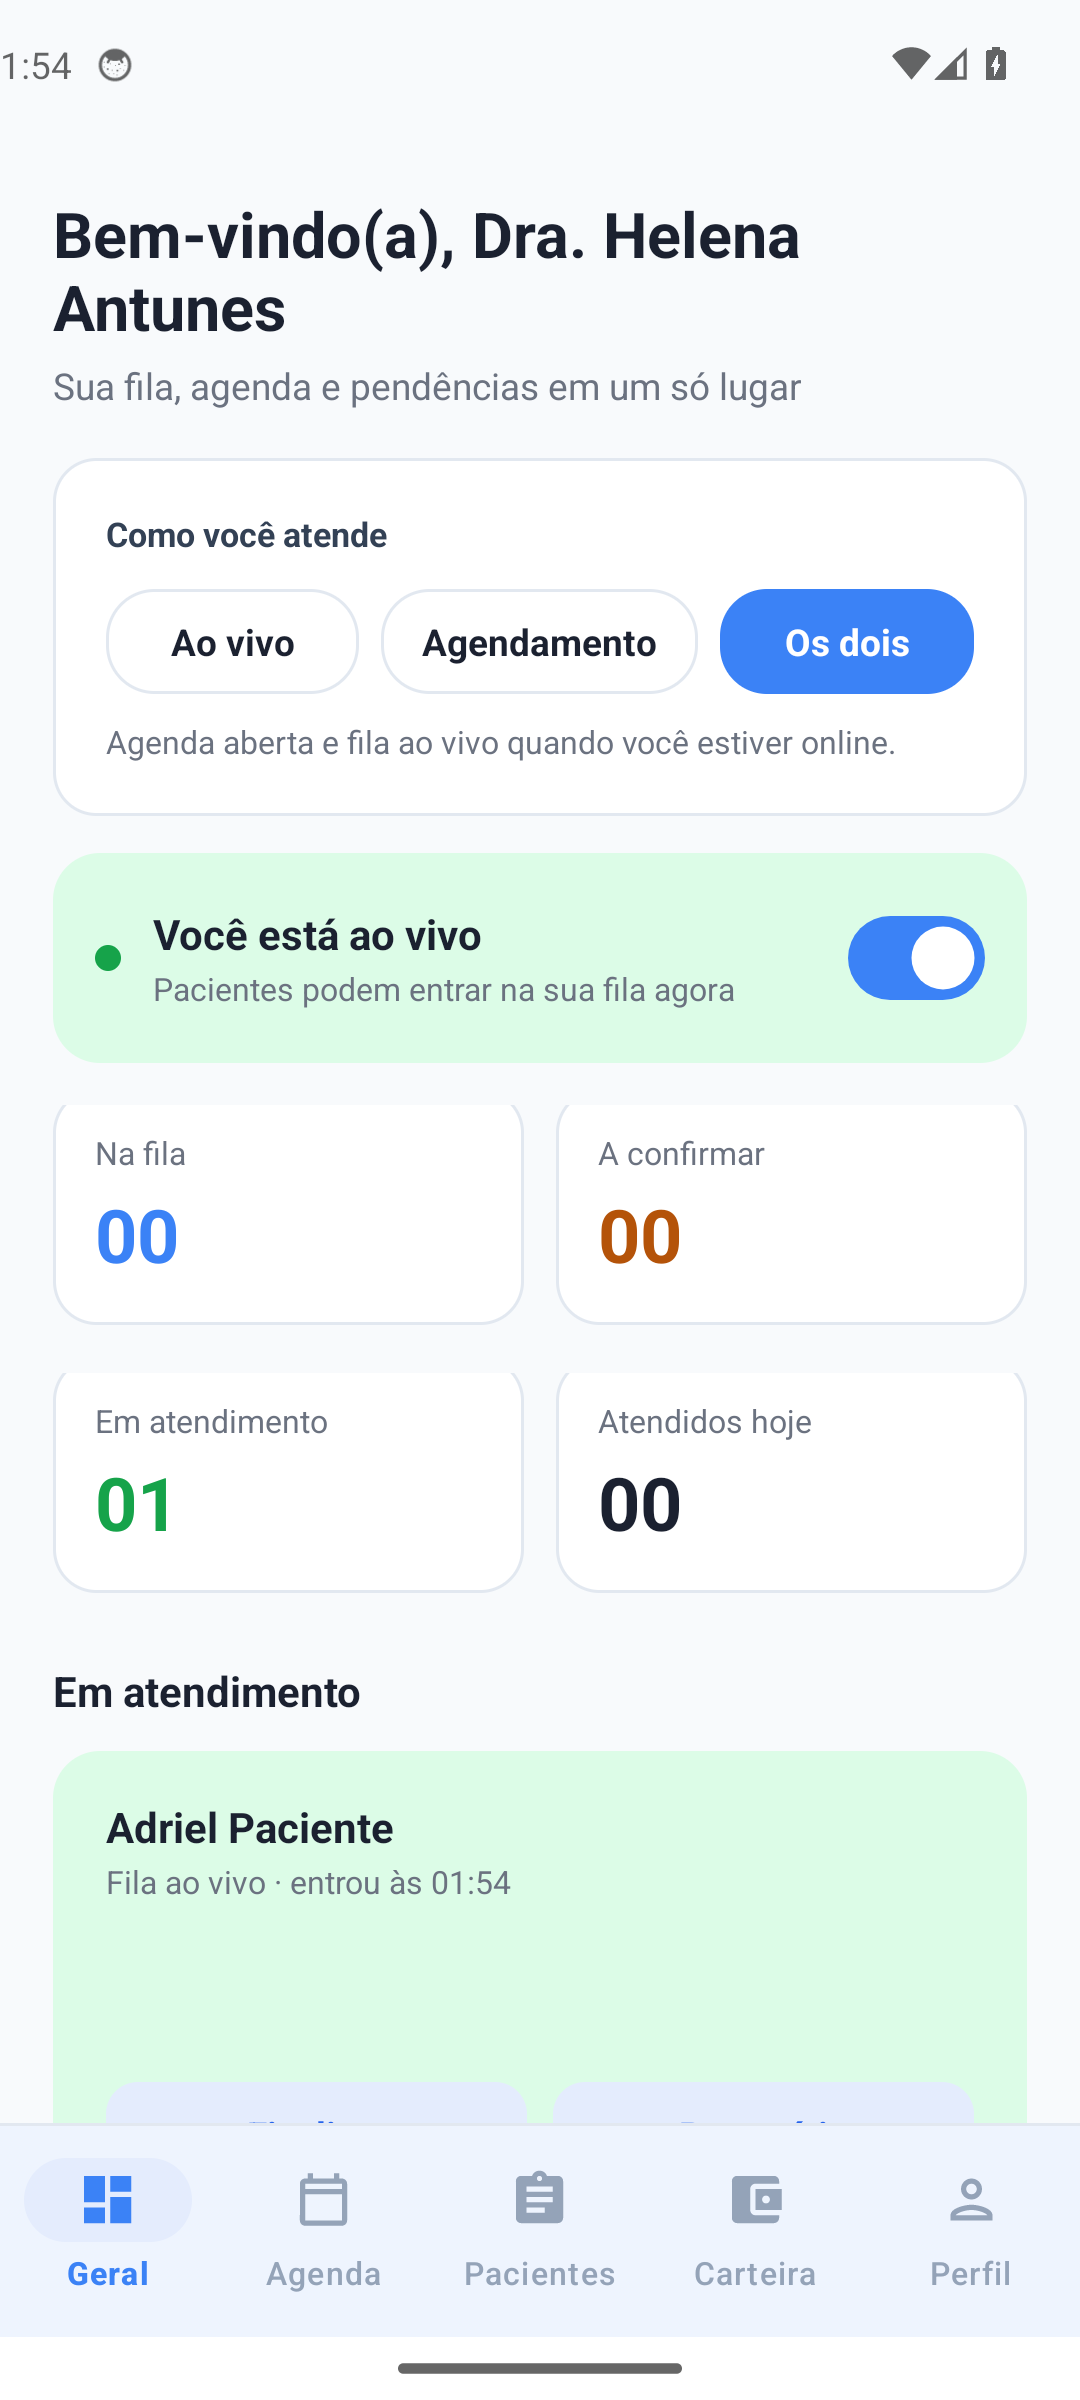 1:54
Bem-vindo(a), Dra. Helena
Antunes
Sua fila, agenda e pendências em um só lugar
Como você atende
Ao vivo
Agendamento
Os dois
Agenda aberta e fila ao vivo quando você estiver online.
Você está ao vivo
Pacientes podem entrar na sua fila agora
Na fila
A confirmar
00
00
Em atendimento
Atendidos hoje
01
00
Em atendimento
Adriel Paciente
Fila ao vivo · entrou às 01:54
Geral
Agenda
Pacientes
Carteira
Perfil